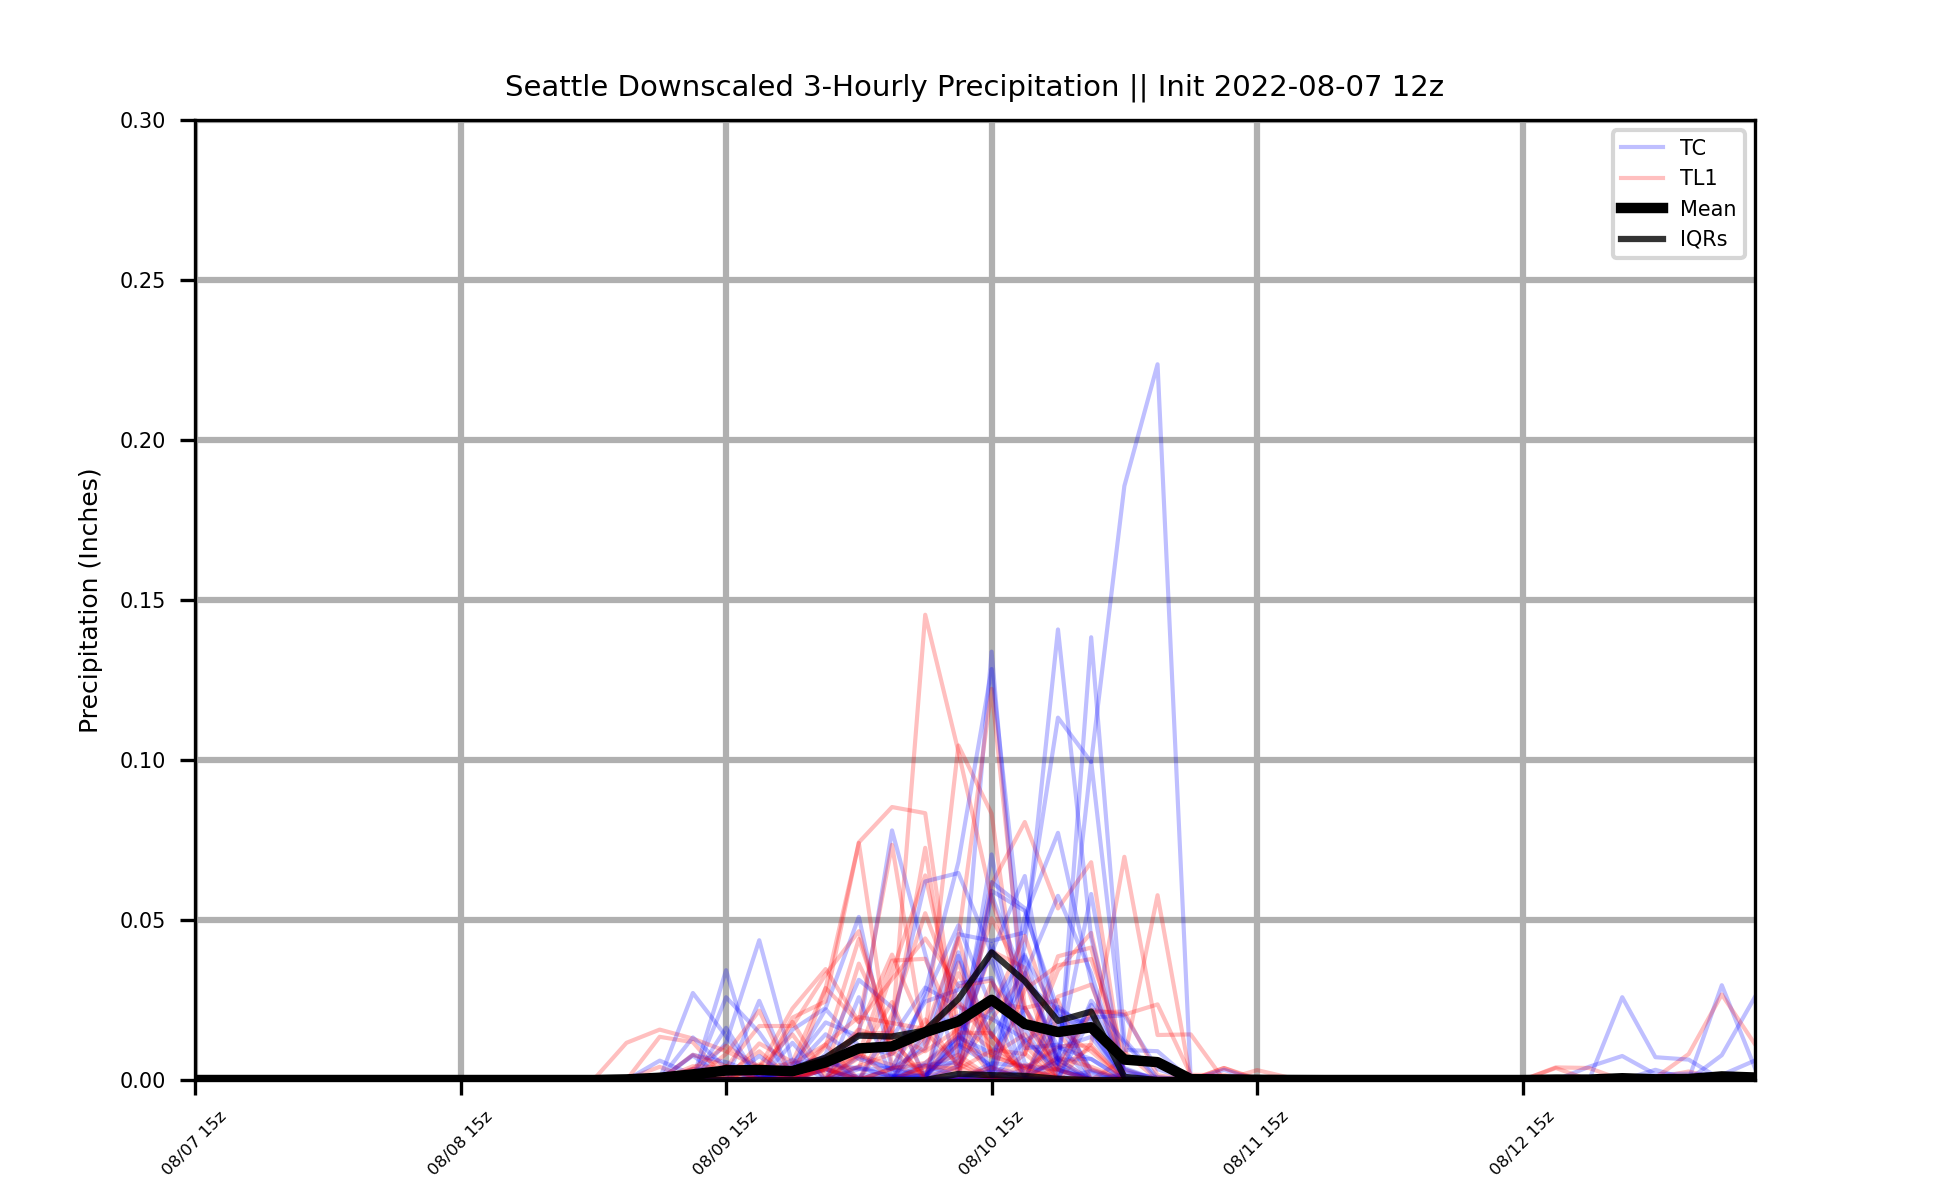 Seattle Downscaled 3-Hourly Precipitation || Init 2022-08-07 12z
0.30
0.25
0.20
0.15
0.10
0.05
0.00
Precipitation (Inches)
TC
TL1
Mean
IQRs
08/07 15z
08/08 15z
08/09 15z
08/10 15z
08/11 15z
08/12 15z